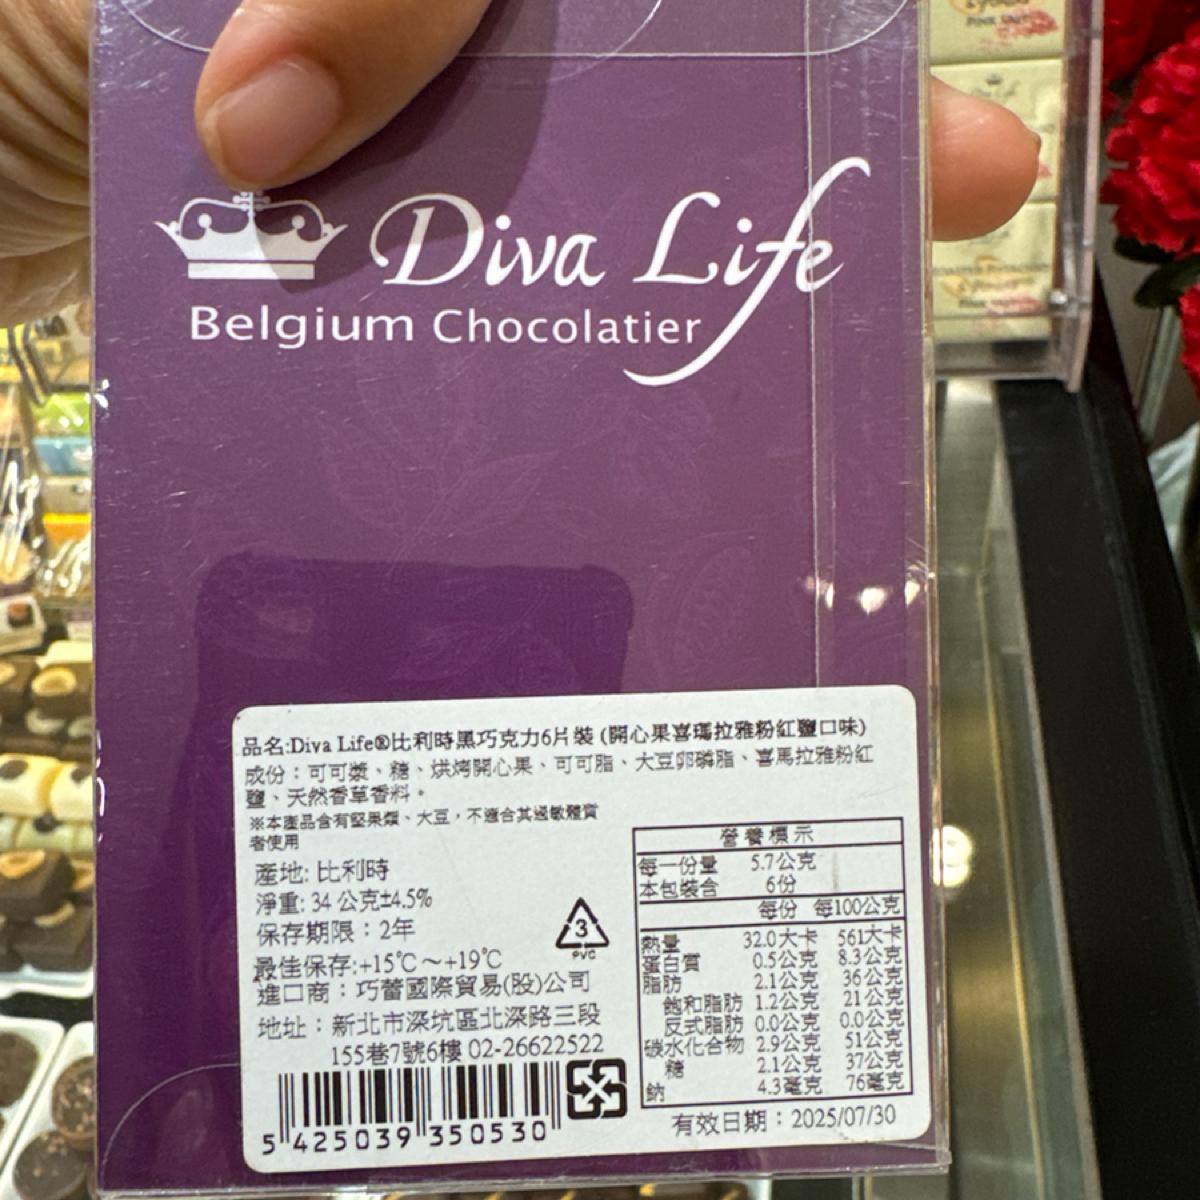 Diva Life
Belgium Chocolatier
品名:Diva Life®比利時黑巧克力6片裝 (開心果喜瑪拉雅粉紅鹽口味)
成份：可可漿、糖、烘烤開心果、可可脂、大豆卵磷脂、喜馬拉雅粉紅
鹽、天然香草香料。
※本產品含有堅果類、大豆，不適合其過敏體質
者使用
產地: 比利時
淨重: 34 公克±4.5%
保存期限：2年
最佳保存:+15℃～+19℃
進口商：巧蕾國際貿易(股)公司
地址：新北市深坑區北深路三段
155巷7號6樓 02-26622522
3
PVC
5 425039 350530
營養標示
每一份量 5.7公克
本包裝含 6份
每份 每100公克
熱量 32.0大卡 561大卡
蛋白質 0.5公克 8.3公克
脂肪 2.1公克 36公克
飽和脂肪 1.2公克 21公克
反式脂肪 0.0公克 0.0公克
碳水化合物 2.9公克 51公克
糖 2.1公克 37公克
鈉 4.3毫克 76毫克
有效日期：2025/07/30